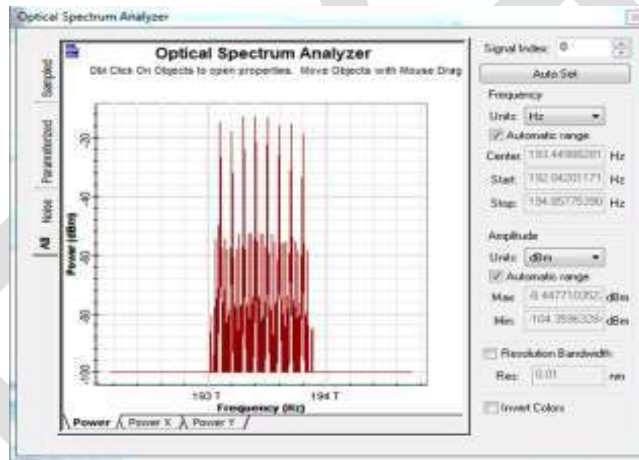 Optical Spectrum Analyzer
Optical Spectrum Analyzer
Dbl Click On Objects to open properties. Move Objects with Mouse Drag
Sampled
Parameterized
Noise
All
Power (dBm)
-20
-40
-60
-80
-100
193 T
194 T
Frequency (Hz)
Power
Power X
Power Y
Signal Index: 0
Auto Set
Frequency
Units: Hz
Automatic range
Center: Hz
Start: Hz
Stop: Hz
Amplitude
Units: dBm
Automatic range
Max: dBm
Min: dBm
Resolution Bandwidth
Res: 0.01 nm
Invert Colors